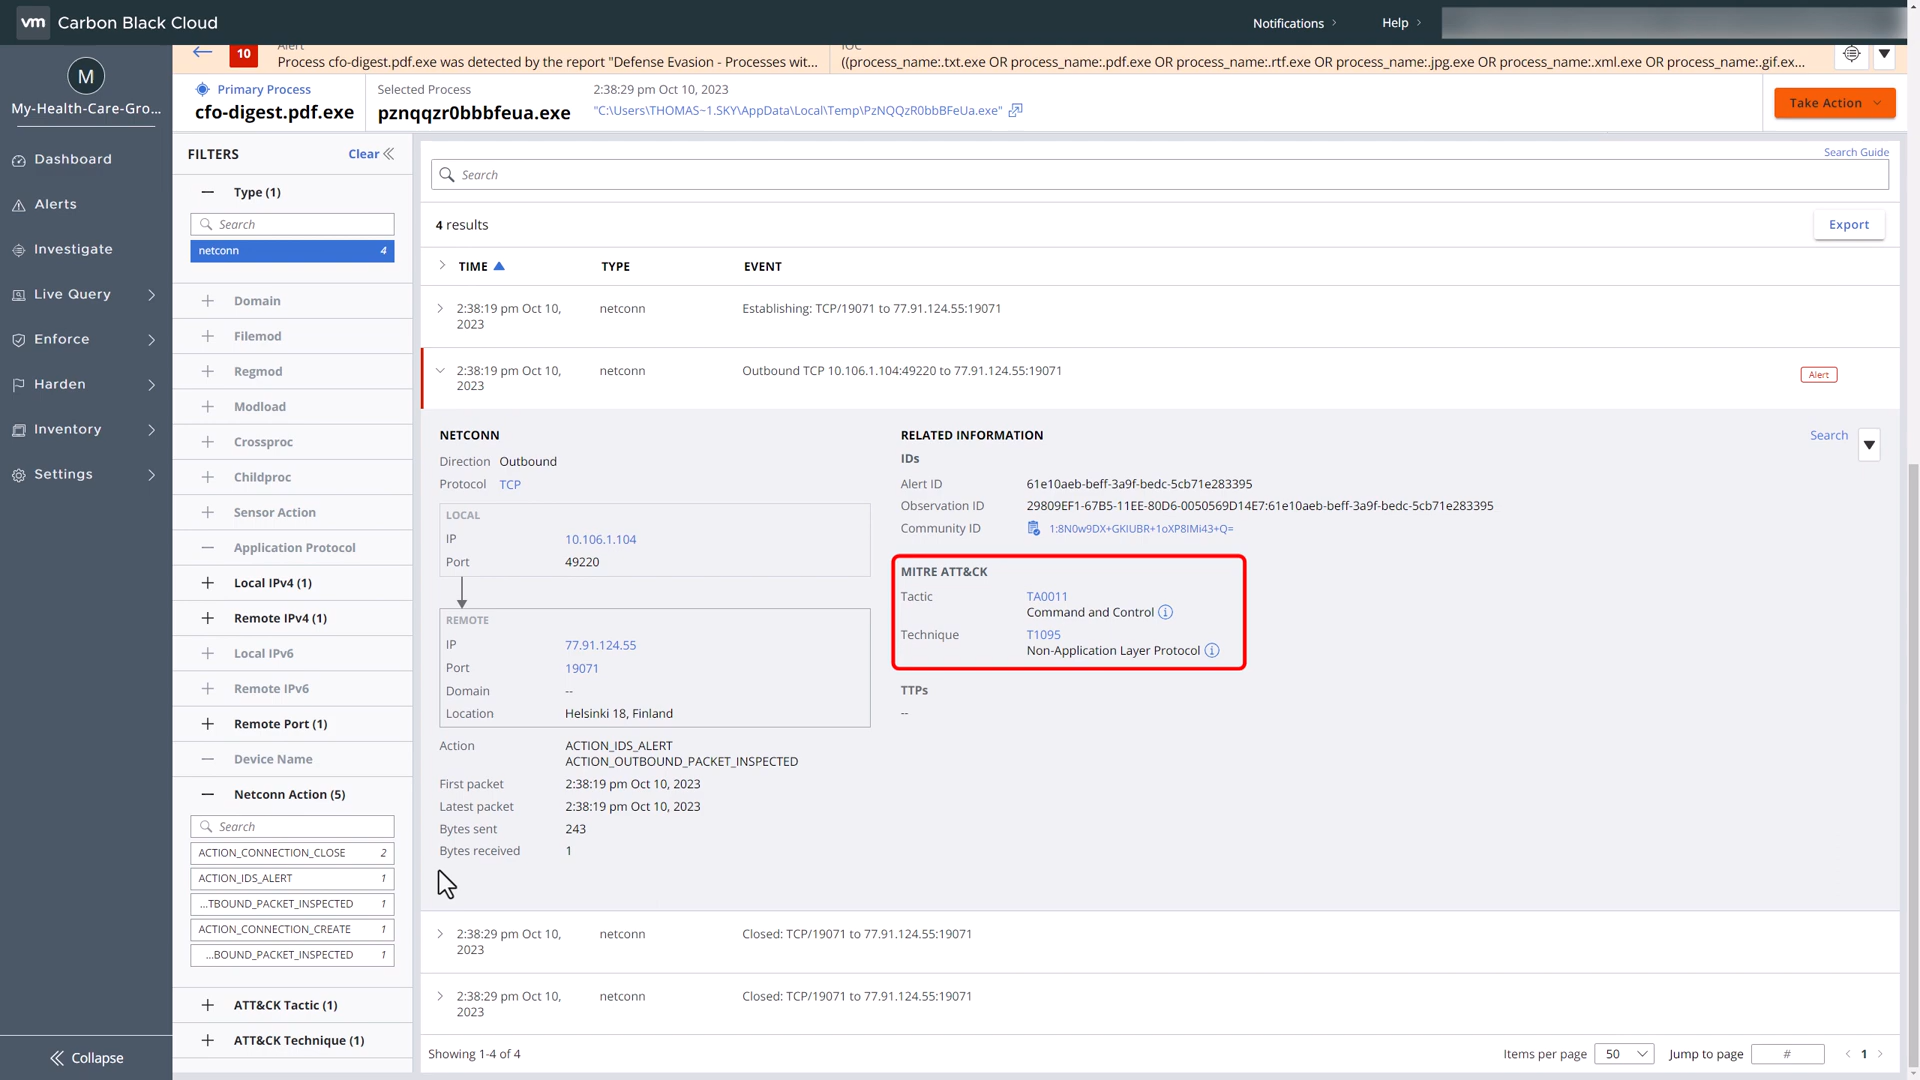 vm Carbon Black Cloud
Notifications
Help
M
My-Health-Care-Gro...
Dashboard
Alerts
Investigate
Live Query
Enforce
Harden
Inventory
Settings
Collapse
10
Alert
Process cfo-digest.pdf.exe was detected by the report "Defense Evasion - Processes wit...
IOC
((process_name:.txt.exe OR process_name:.pdf.exe OR process_name:.rtf.exe OR process_name:.jpg.exe OR process_name:.xml.exe OR process_name:.gif.ex...
Primary Process
cfo-digest.pdf.exe
Selected Process
pznqqzr0bbbfeua.exe
2:38:29 pm Oct 10, 2023
"C:\Users\THOMAS~1.SKY\AppData\Local\Temp\PzNQQzR0bbBFeUa.exe"
Take Action
FILTERS
Clear
Type (1)
Search
netconn 4
Domain
Filemod
Regmod
Modload
Crossproc
Childproc
Sensor Action
Application Protocol
Local IPv4 (1)
Remote IPv4 (1)
Local IPv6
Remote IPv6
Remote Port (1)
Device Name
Netconn Action (5)
Search
ACTION_CONNECTION_CLOSE 2
ACTION_IDS_ALERT 1
...TBOUND_PACKET_INSPECTED 1
ACTION_CONNECTION_CREATE 1
...BOUND_PACKET_INSPECTED 1
ATT&CK Tactic (1)
ATT&CK Technique (1)
Search Guide
Search
4 results
Export
TIME TYPE EVENT
2:38:19 pm Oct 10, 2023 netconn Establishing: TCP/19071 to 77.91.124.55:19071
2:38:19 pm Oct 10, 2023 netconn Outbound TCP 10.106.1.104:49220 to 77.91.124.55:19071 Alert
NETCONN
Direction Outbound
Protocol TCP
LOCAL
IP 10.106.1.104
Port 49220
REMOTE
IP 77.91.124.55
Port 19071
Domain --
Location Helsinki 18, Finland
Action ACTION_IDS_ALERT
ACTION_OUTBOUND_PACKET_INSPECTED
First packet 2:38:19 pm Oct 10, 2023
Latest packet 2:38:19 pm Oct 10, 2023
Bytes sent 243
Bytes received 1
RELATED INFORMATION
Search
IDs
Alert ID 61e10aeb-beff-3a9f-bedc-5cb71e283395
Observation ID 29809EF1-67B5-11EE-80D6-0050569D14E7:61e10aeb-beff-3a9f-bedc-5cb71e283395
Community ID 1:8N0w9DX+GKIUBR+1oXP8IMi43+Q=
MITRE ATT&CK
Tactic TA0011
Command and Control
Technique T1095
Non-Application Layer Protocol
TTPs
--
2:38:29 pm Oct 10, 2023 netconn Closed: TCP/19071 to 77.91.124.55:19071
2:38:29 pm Oct 10, 2023 netconn Closed: TCP/19071 to 77.91.124.55:19071
Showing 1-4 of 4
Items per page 50 Jump to page # 1